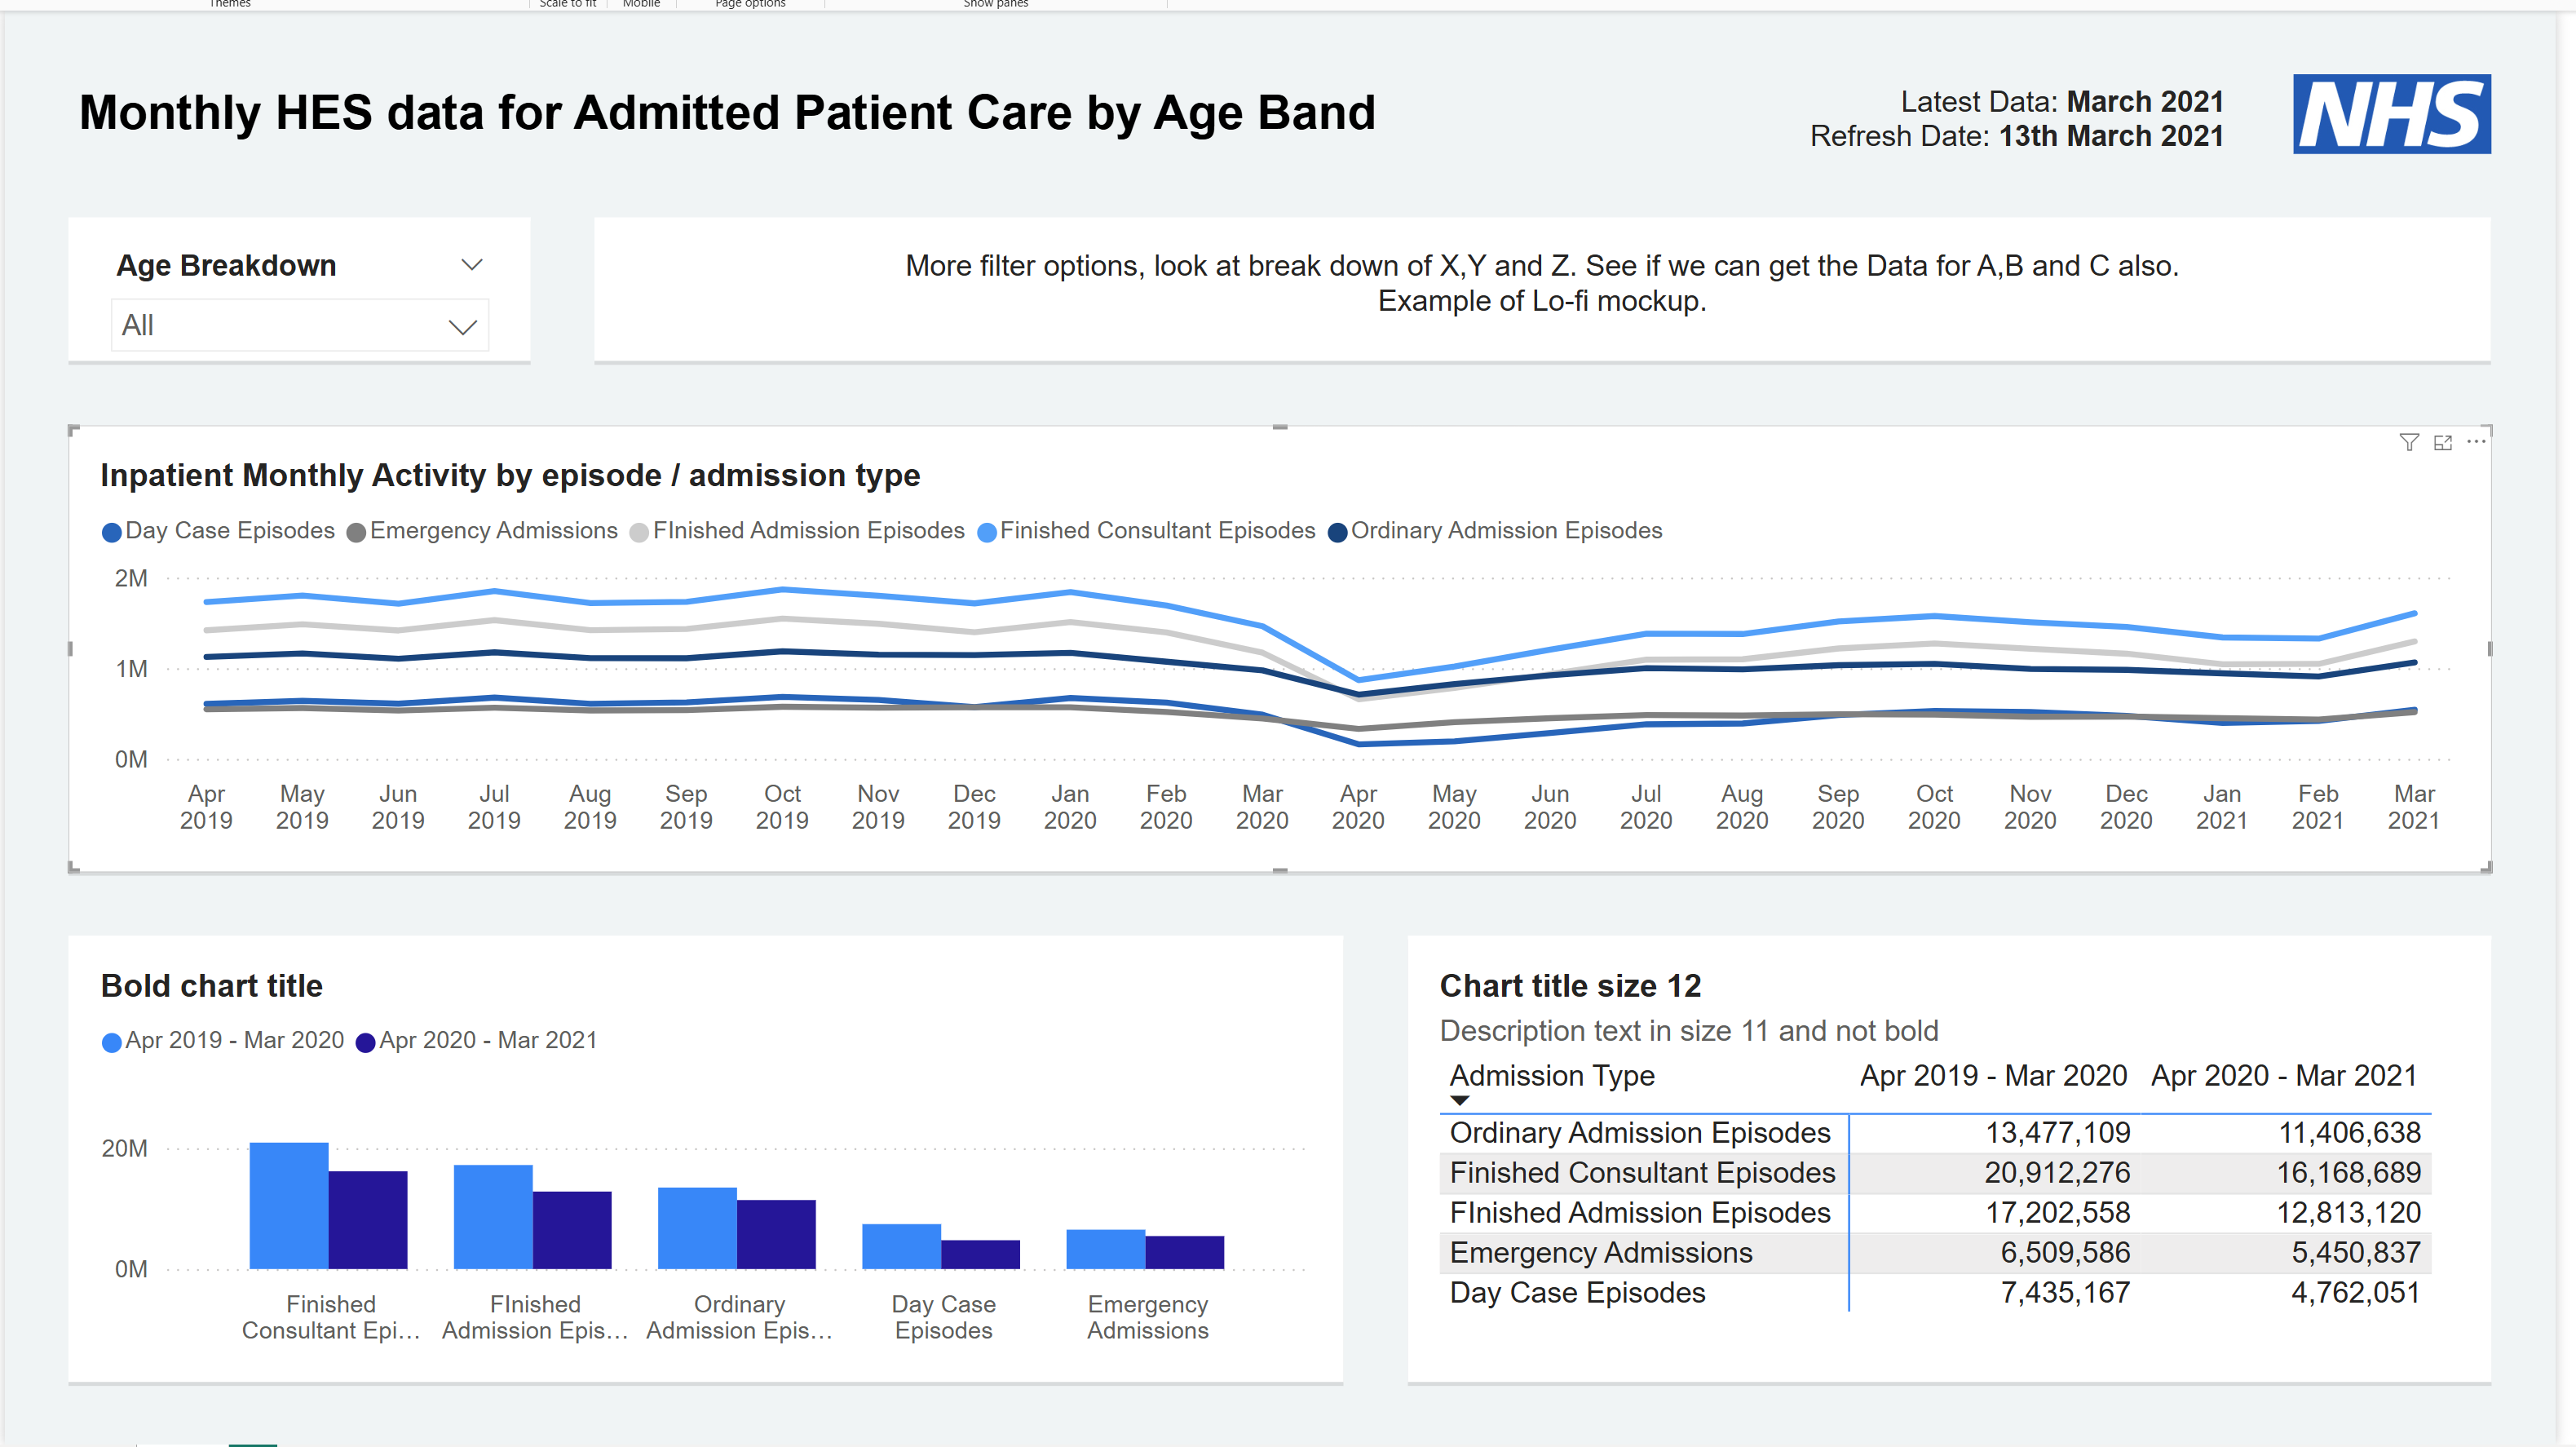 Themes Scale to fit Mobile Page options Show panes
Monthly HES data for Admitted Patient Care by Age Band
Latest Data: March 2021
Refresh Date: 13th March 2021
NHS
Age Breakdown
All
More filter options, look at break down of X,Y and Z. See if we can get the Data for A,B and C also.
Example of Lo-fi mockup.
Inpatient Monthly Activity by episode / admission type
Day Case Episodes Emergency Admissions FInished Admission Episodes Finished Consultant Episodes Ordinary Admission Episodes
2M
1M
0M
Apr May Jun Jul Aug Sep Oct Nov Dec Jan Feb Mar Apr May Jun Jul Aug Sep Oct Nov Dec Jan Feb Mar
2019 2019 2019 2019 2019 2019 2019 2019 2019 2020 2020 2020 2020 2020 2020 2020 2020 2020 2020 2020 2020 2021 2021 2021
Bold chart title
Apr 2019 - Mar 2020 Apr 2020 - Mar 2021
20M
0M
Finished FInished Ordinary Day Case Emergency
Consultant Epi... Admission Epis... Admission Epis... Episodes Admissions
Chart title size 12
Description text in size 11 and not bold
Admission Type Apr 2019 - Mar 2020 Apr 2020 - Mar 2021
Ordinary Admission Episodes 13,477,109 11,406,638
Finished Consultant Episodes 20,912,276 16,168,689
FInished Admission Episodes 17,202,558 12,813,120
Emergency Admissions 6,509,586 5,450,837
Day Case Episodes 7,435,167 4,762,051